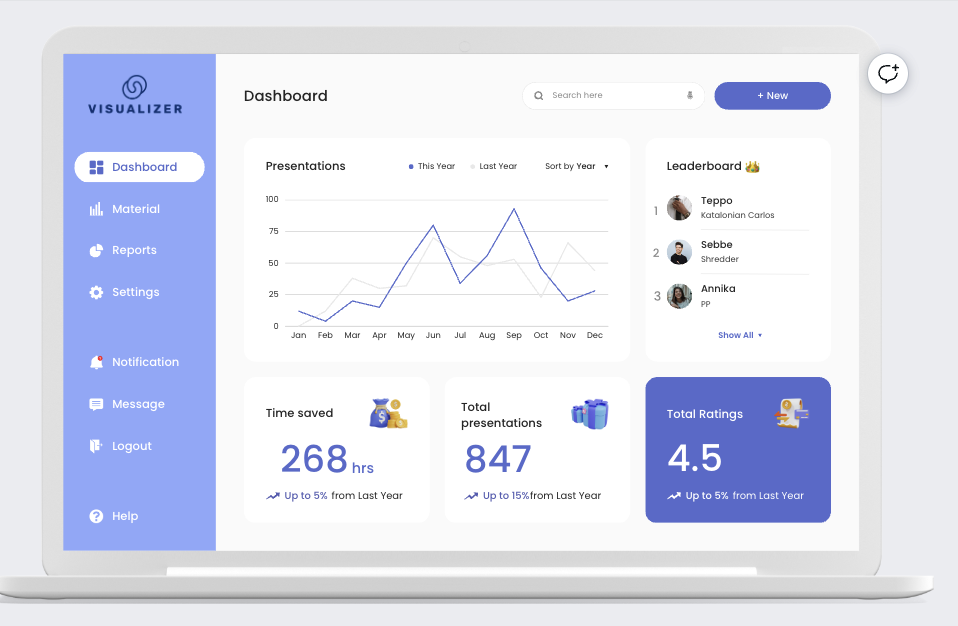 VISUALIZER
Dashboard
Material
Reports
Settings
Notification
Message
Logout
Help
Dashboard
Search here
+ New
Presentations
This Year
Last Year
Sort by Year
100
75
50
25
0
Jan Feb Mar Apr May Jun Jul Aug Sep Oct Nov Dec
Leaderboard
1
Teppo
Katalonian Carlos
2
Sebbe
Shredder
3
Annika
PP
Show All
Time saved
$
268 hrs
Up to 5% from Last Year
Total
presentations
847
Up to 15%from Last Year
Total Ratings
4.5
Up to 5% from Last Year